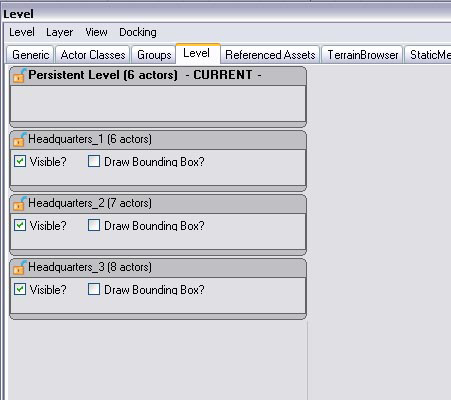 Level
Level Layer View Docking
Generic Actor Classes Groups Level Referenced Assets TerrainBrowser StaticMe
Persistent Level (6 actors) - CURRENT -
Headquarters_1 (6 actors)
Visible? Draw Bounding Box?
Headquarters_2 (7 actors)
Visible? Draw Bounding Box?
Headquarters_3 (8 actors)
Visible? Draw Bounding Box?